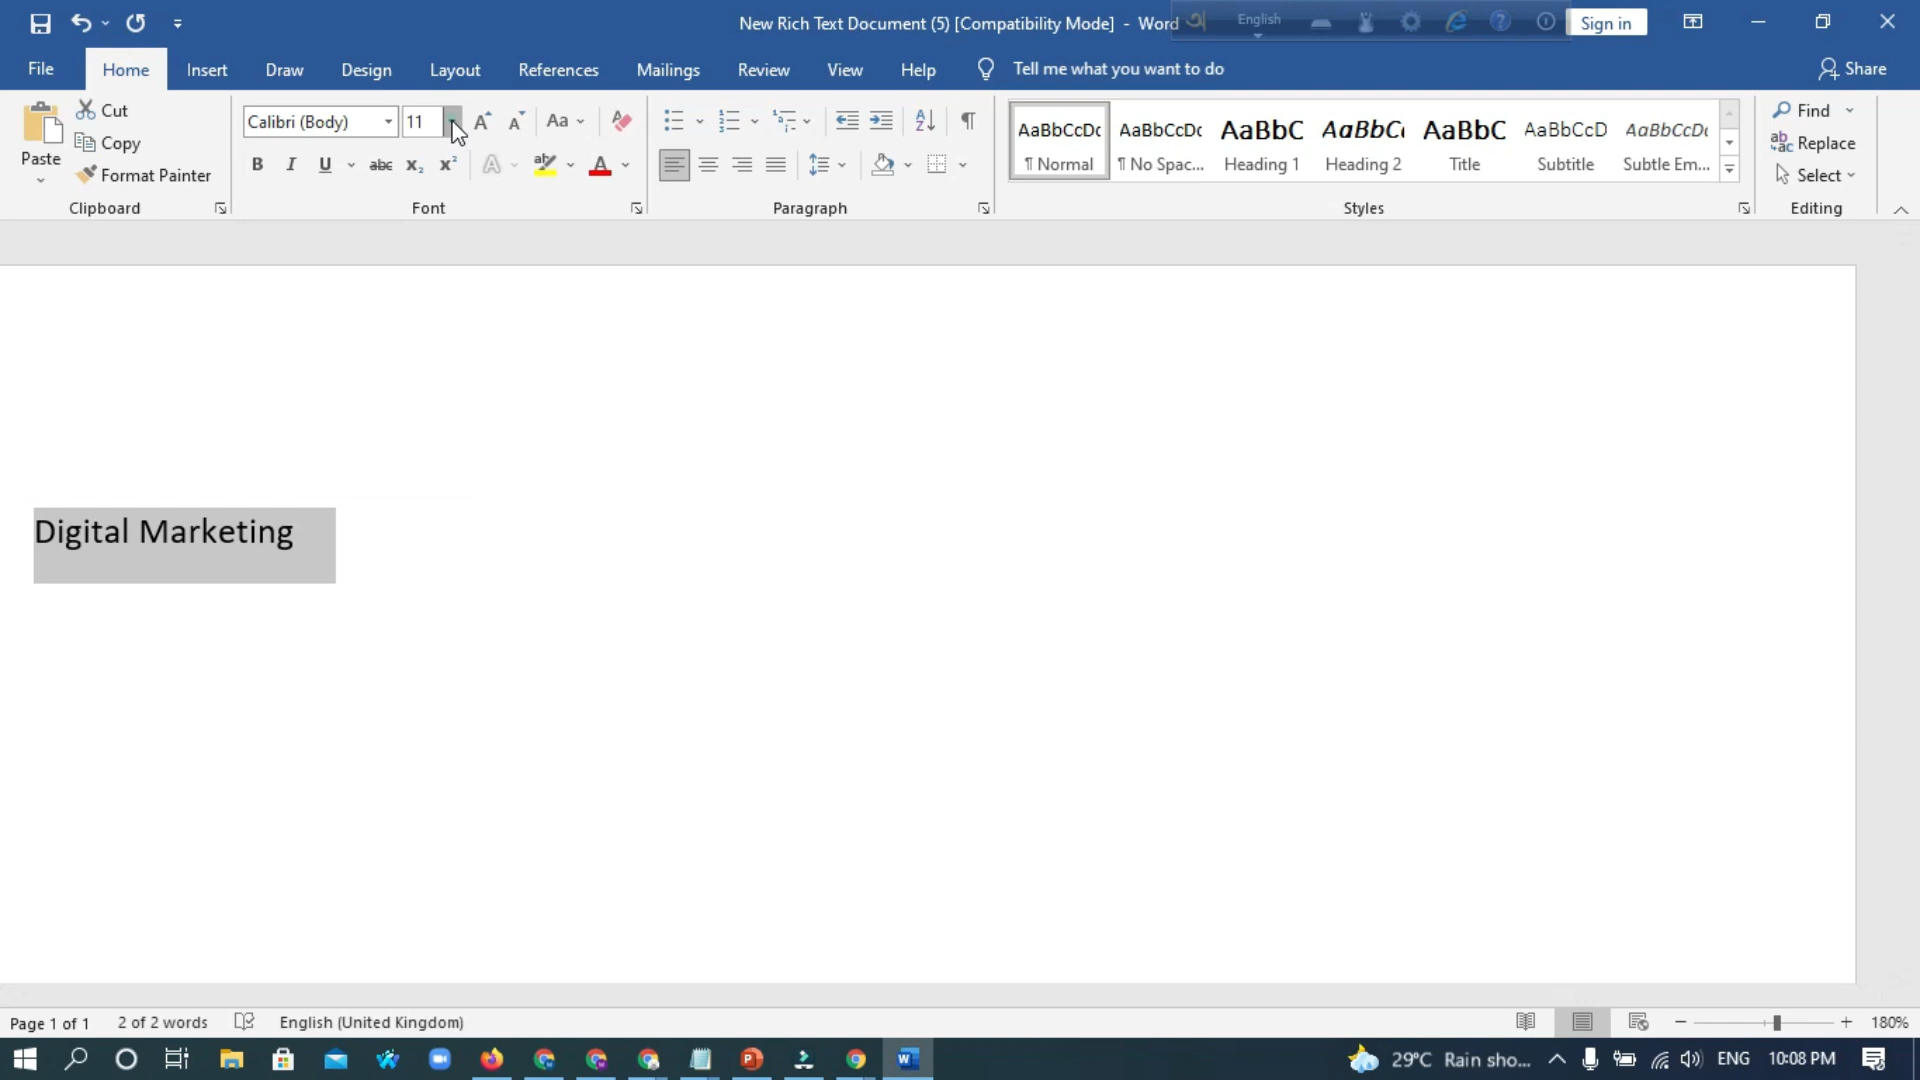 New Rich Text Document (5) [Compatibility Mode] - Word
English
Sign in
File Home Insert Draw Design Layout References Mailings Review View Help Tell me what you want to do Share
Paste
Cut
Copy
Format Painter
Clipboard
Calibri (Body) 11
Font
Paragraph
AaBbCcDc AaBbCcDc AaBbC AaBbC AaBbC AaBbCcD AaBbCcDc
¶ Normal ¶ No Spac... Heading 1 Heading 2 Title Subtitle Subtle Em...
Styles
Find
Replace
Select
Editing
Digital Marketing
Page 1 of 1 2 of 2 words English (United Kingdom) 180%
29°C Rain sho... ENG 10:08 PM